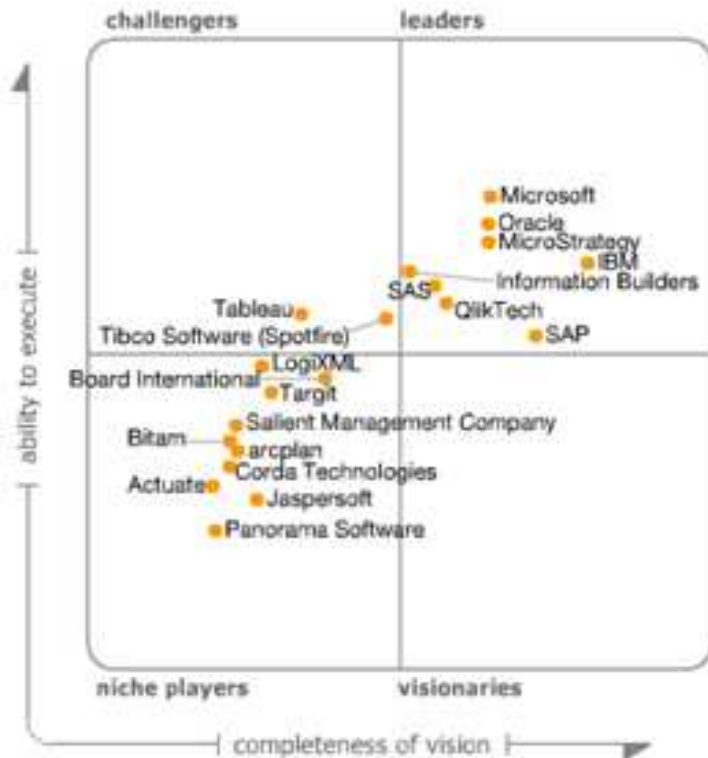 challengers
leaders
ability to execute
Microsoft
Oracle
MicroStrategy
IBM
Information Builders
SAS
QlikTech
Tableau
Tibco Software (Spotfire)
SAP
LogiXML
Board International
Targit
Salient Management Company
Bitam
arcplan
Corda Technologies
Actuate
Jaspersoft
Panorama Software
niche players
visionaries
completeness of vision